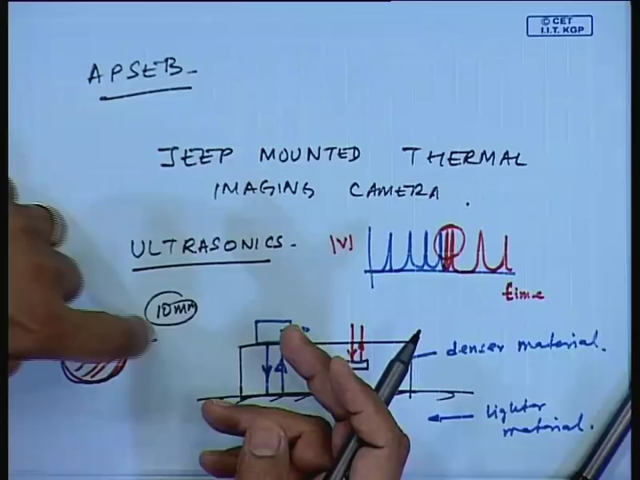 © CET
I.I.T. KGP
APSEB
JEEP MOUNTED THERMAL
IMAGING CAMERA.
ULTRASONICS.
|V|
time
10mm
denser material.
lighter
material.